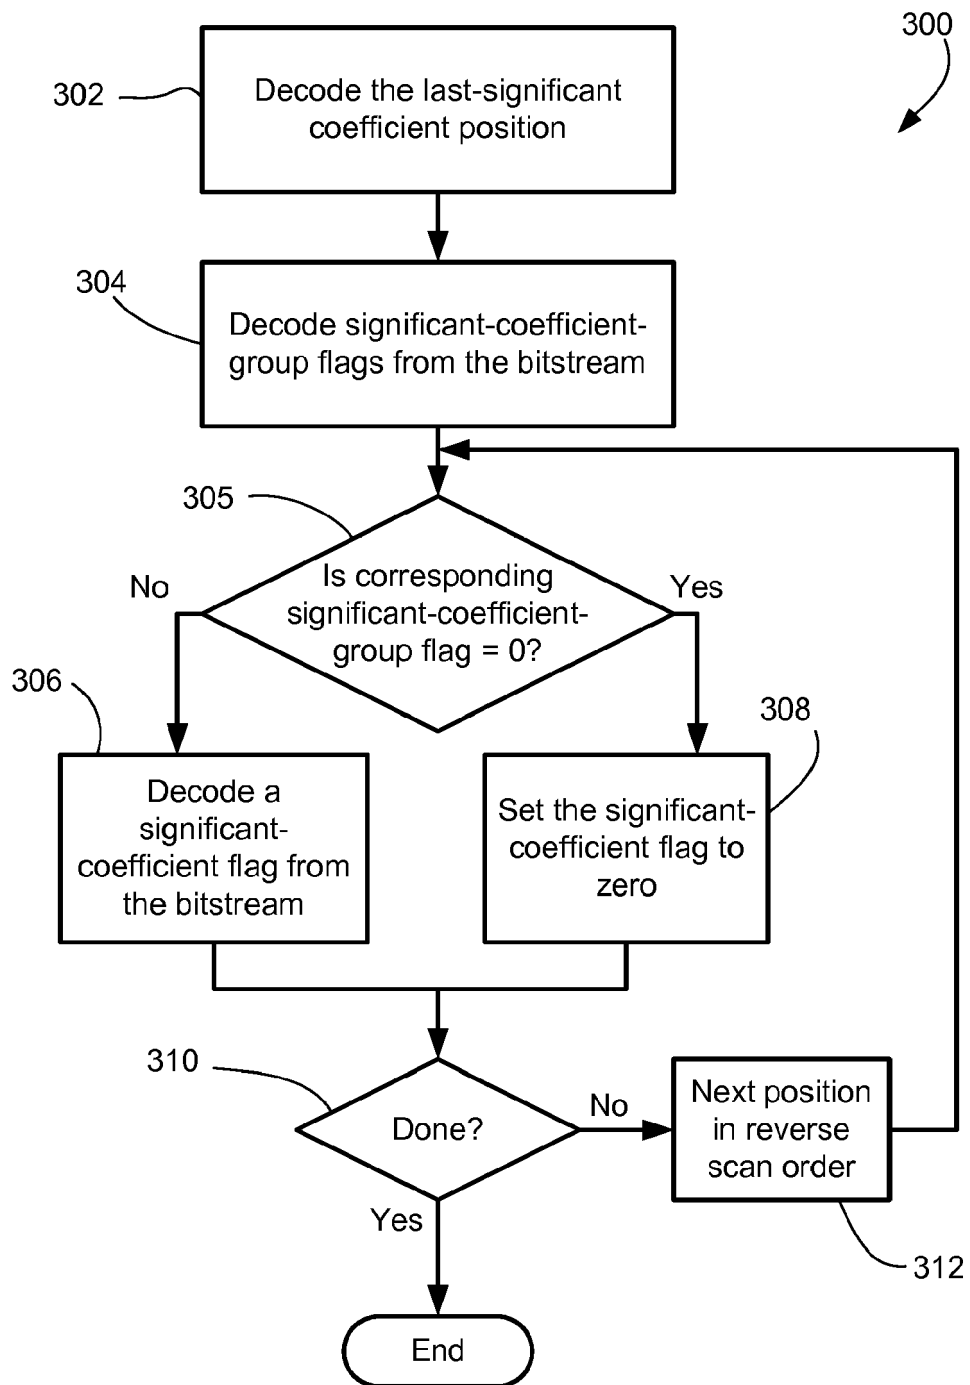 300
302
Decode the last-significant
coefficient position
304
Decode significant-coefficient-
group flags from the bitstream
305
Is corresponding
significant-coefficient-
group flag = 0?
No
Yes
306
308
Decode a
significant-
coefficient flag from
the bitstream
Set the significant-
coefficient flag to
zero
310
Done?
No
Next position
in reverse
scan order
Yes
312
End